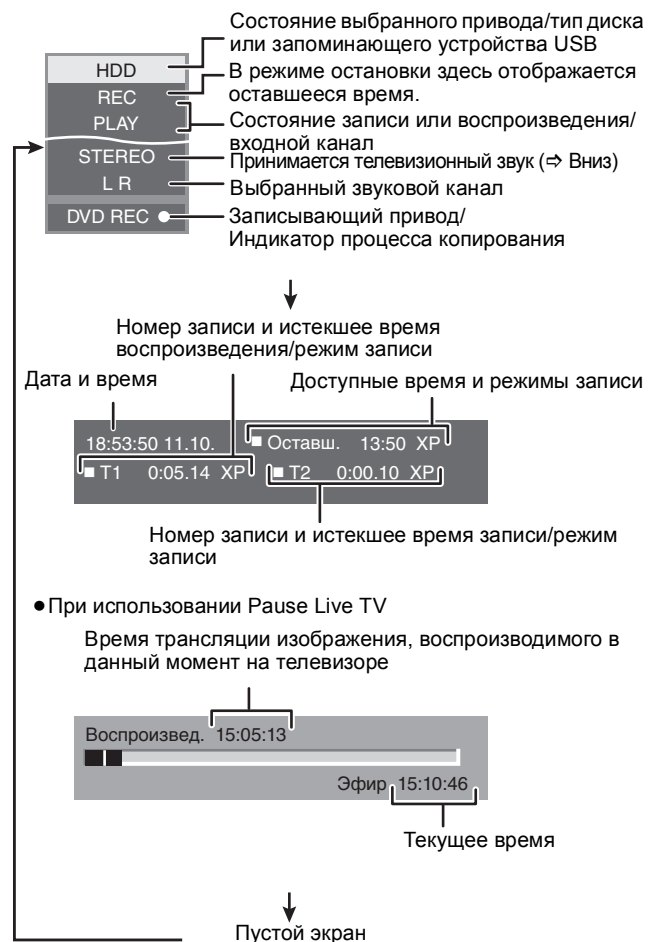 Состояние выбранного привода/тип диска
или запоминающего устройства USB
HDD
В режиме остановки здесь отображается
оставшееся время.
REC
PLAY
Состояние записи или воспроизведения/
входной канал
STEREO
Принимается телевизионный звук (⇨ Вниз)
L R
Выбранный звуковой канал
DVD REC ●
Записывающий привод/
Индикатор процесса копирования
Номер записи и истекшее время
воспроизведения/режим записи
Дата и время
Доступные время и режимы записи
18:53:50 11.10.
Оставш. 13:50 XP
T1 0:05.14 XP
T2 0:00.10 XP
Номер записи и истекшее время записи/режим
записи
●При использовании Pause Live TV
Время трансляции изображения, воспроизводимого в
данный момент на телевизоре
Воспроизвед. 15:05:13
Эфир 15:10:46
Текущее время
Пустой экран